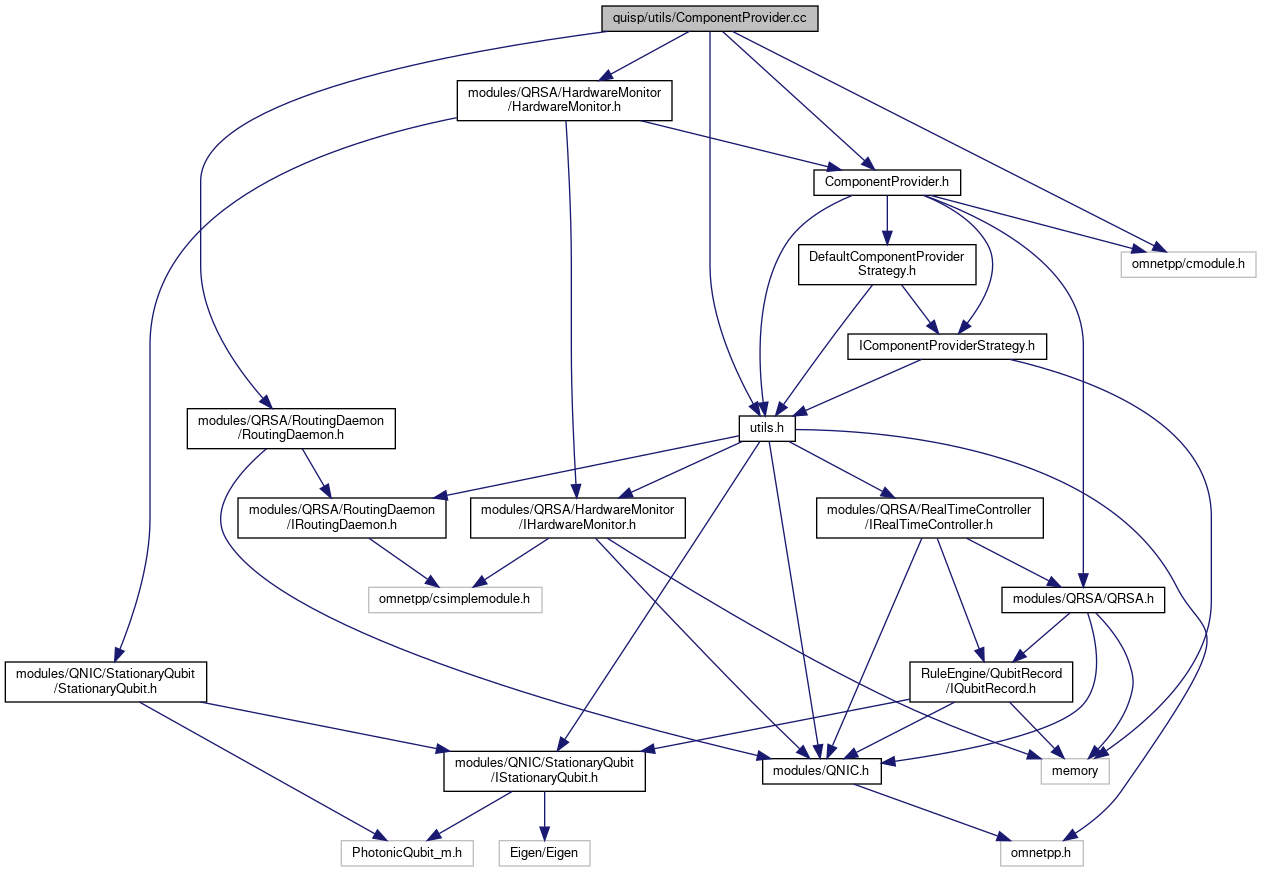 quisp/utils/ComponentProvider.cc
modules/QRSA/HardwareMonitor
/HardwareMonitor.h
ComponentProvider.h
DefaultComponentProvider
Strategy.h
omnetpp/cmodule.h
IComponentProviderStrategy.h
modules/QRSA/RoutingDaemon
/RoutingDaemon.h
utils.h
modules/QRSA/RoutingDaemon
/IRoutingDaemon.h
modules/QRSA/HardwareMonitor
/IHardwareMonitor.h
modules/QRSA/RealTimeController
/IRealTimeController.h
omnetpp/csimplemodule.h
modules/QRSA/QRSA.h
modules/QNIC/StationaryQubit
/StationaryQubit.h
RuleEngine/QubitRecord
/IQubitRecord.h
modules/QNIC/StationaryQubit
/IStationaryQubit.h
modules/QNIC.h
memory
PhotonicQubit_m.h
Eigen/Eigen
omnetpp.h